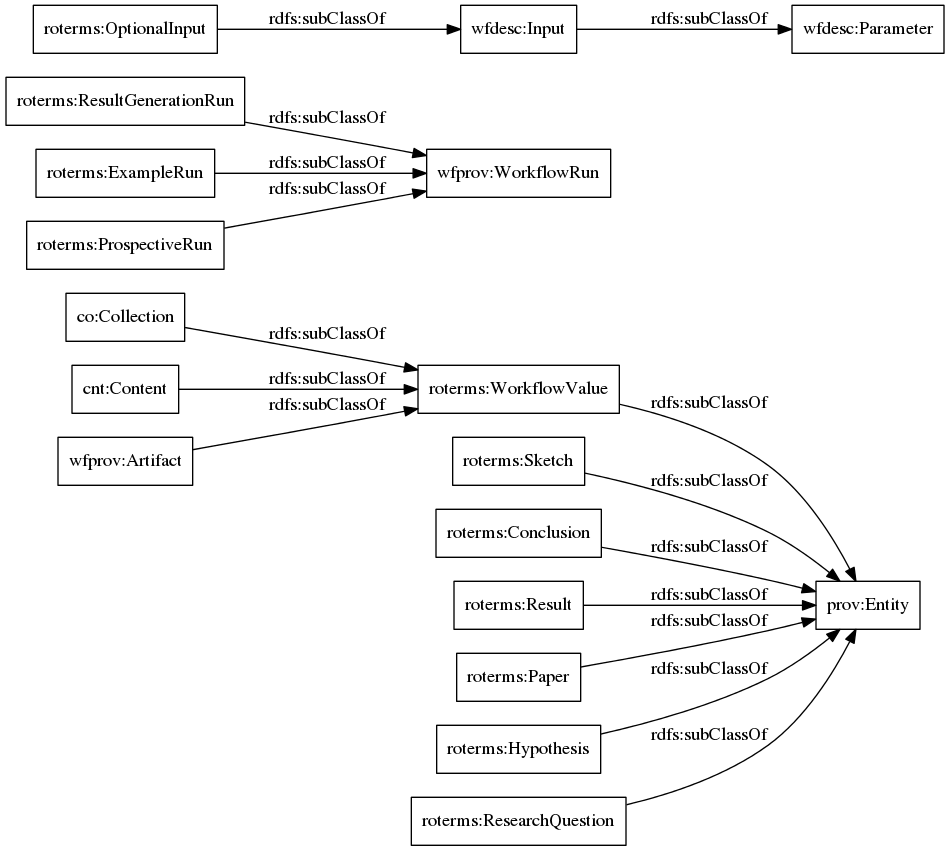 roterms:OptionalInput
rdfs:subClassOf
wfdesc:Input
rdfs:subClassOf
wfdesc:Parameter
roterms:ResultGenerationRun
rdfs:subClassOf
roterms:ExampleRun
rdfs:subClassOf
wfprov:WorkflowRun
rdfs:subClassOf
roterms:ProspectiveRun
co:Collection
rdfs:subClassOf
cnt:Content
rdfs:subClassOf
roterms:WorkflowValue
rdfs:subClassOf
rdfs:subClassOf
wfprov:Artifact
roterms:Sketch
rdfs:subClassOf
roterms:Conclusion
rdfs:subClassOf
roterms:Result
rdfs:subClassOf
prov:Entity
rdfs:subClassOf
roterms:Paper
rdfs:subClassOf
roterms:Hypothesis
rdfs:subClassOf
roterms:ResearchQuestion